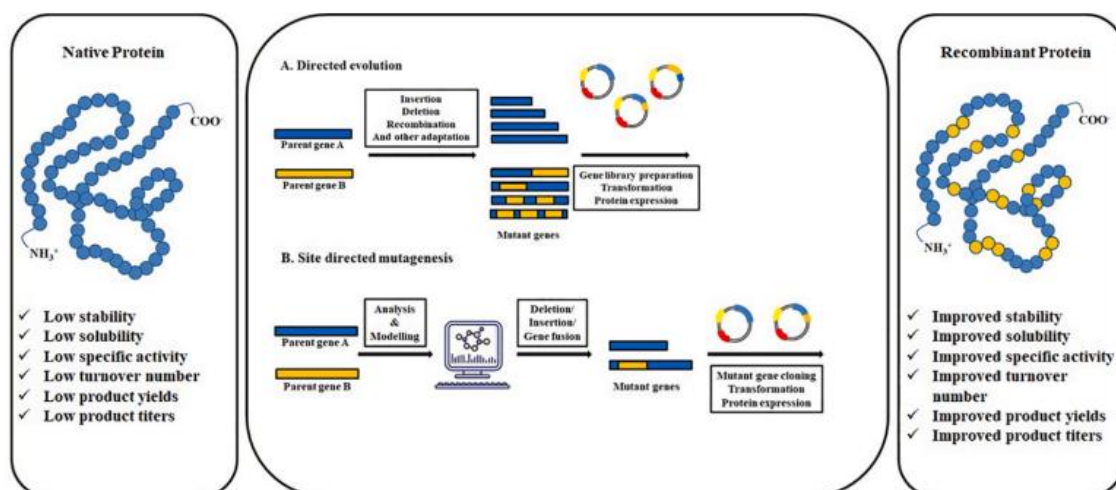 Native Protein
COO-
NH3+
✓ Low stability
✓ Low solubility
✓ Low specific activity
✓ Low turnover number
✓ Low product yields
✓ Low product titers
A. Directed evolution
Parent gene A
Parent gene B
Insertion
Deletion
Recombination
And other adaptation
Mutant genes
Gene library preparation
Transformation
Protein expression
B. Site directed mutagenesis
Parent gene A
Parent gene B
Analysis
&
Modelling
Deletion/
Insertion/
Gene fusion
Mutant genes
Mutant gene cloning
Transformation
Protein expression
Recombinant Protein
COO-
NH3+
✓ Improved stability
✓ Improved solubility
✓ Improved specific activity
✓ Improved turnover
number
✓ Improved product yields
✓ Improved product titers